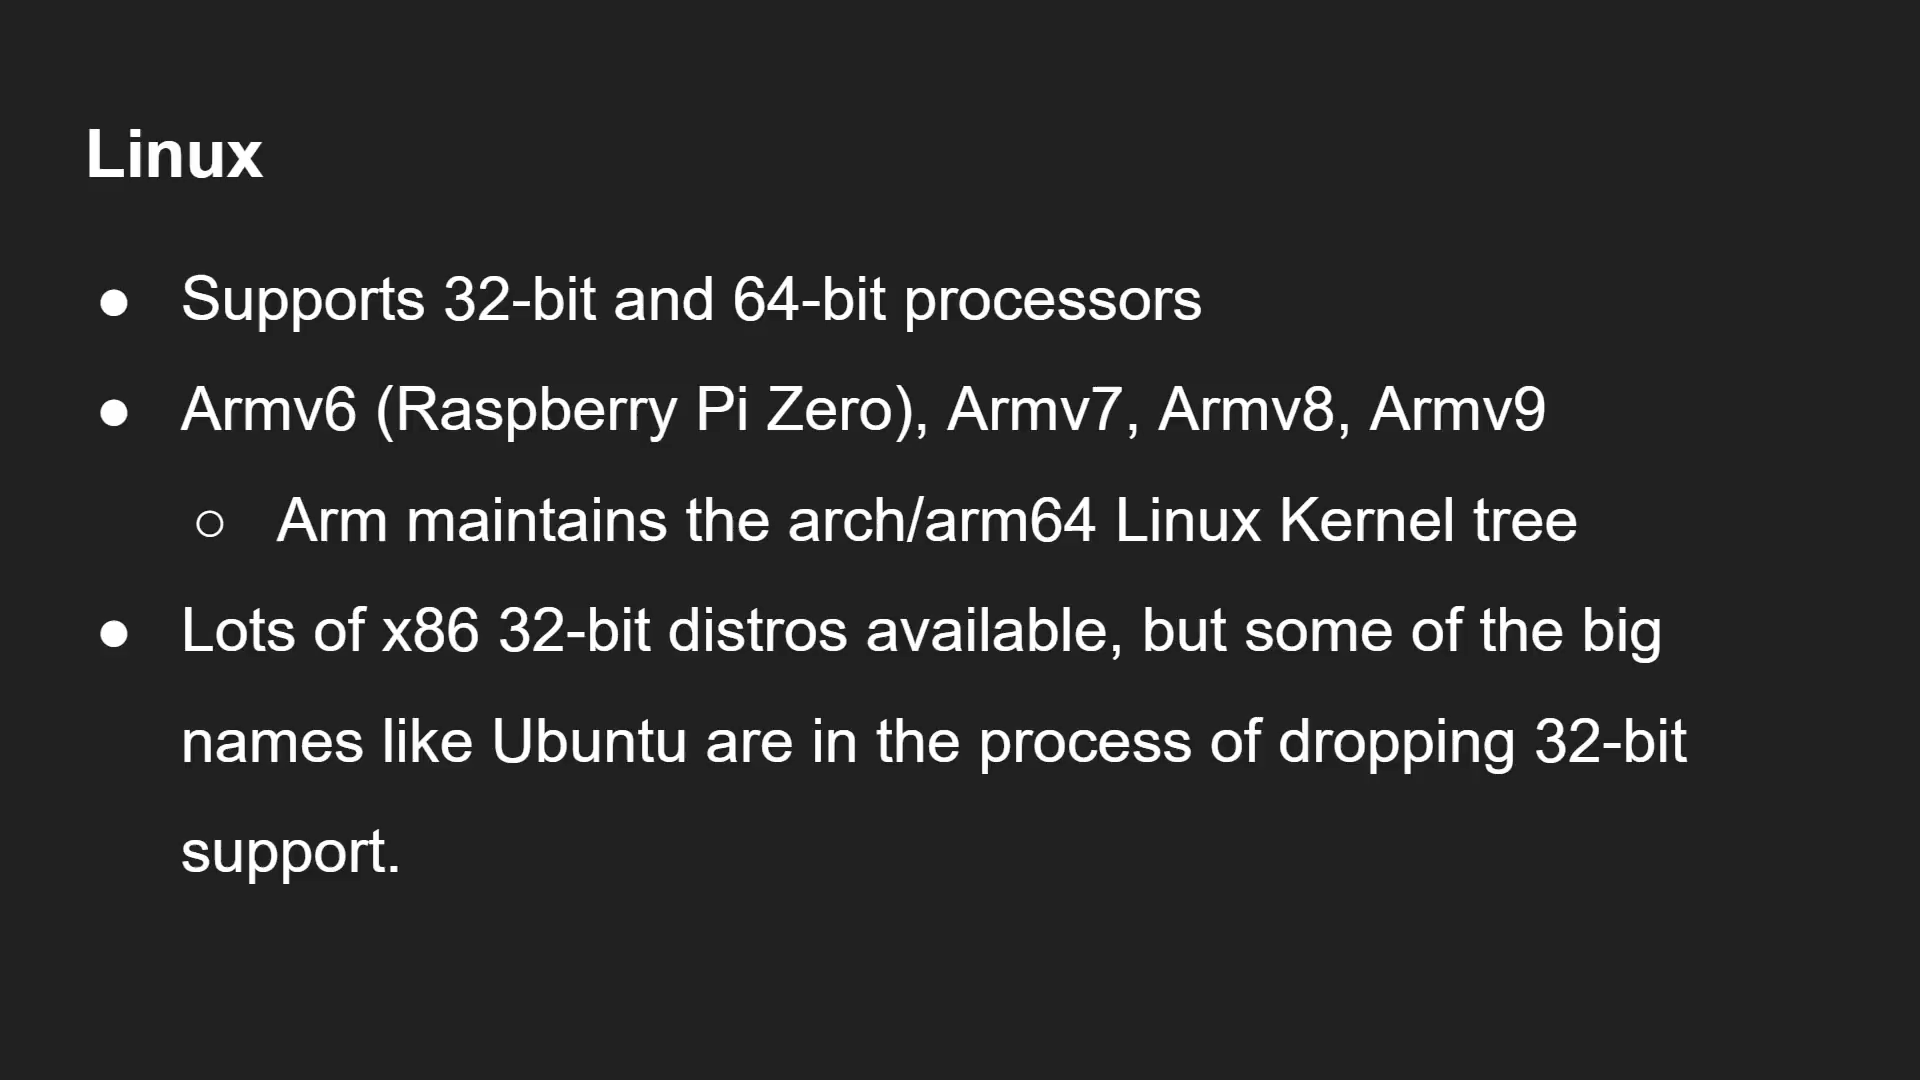 Linux
● Supports 32-bit and 64-bit processors
● Armv6 (Raspberry Pi Zero), Armv7, Armv8, Armv9
○ Arm maintains the arch/arm64 Linux Kernel tree
● Lots of x86 32-bit distros available, but some of the big
names like Ubuntu are in the process of dropping 32-bit
support.